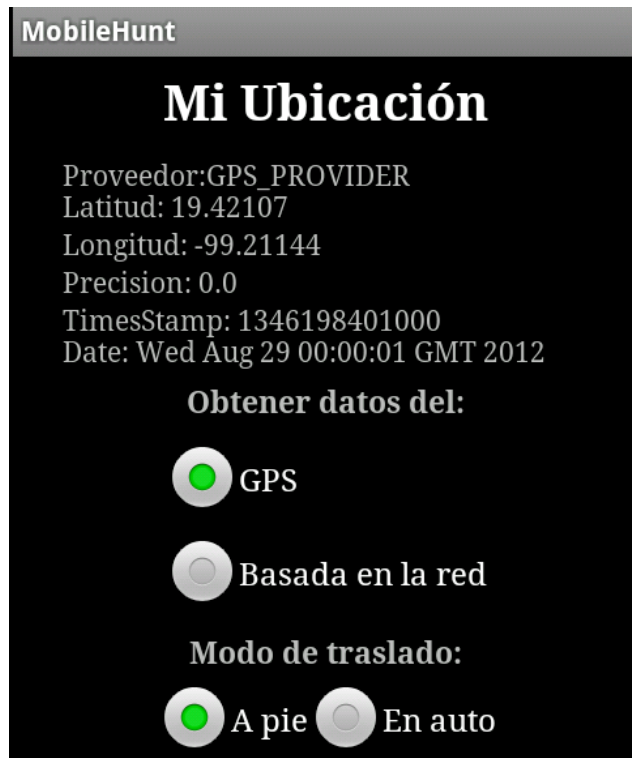 MobileHunt
Mi Ubicación
Proveedor:GPS_PROVIDER
Latitud: 19.42107
Longitud: -99.21144
Precision: 0.0
TimesStamp: 1346198401000
Date: Wed Aug 29 00:00:01 GMT 2012
Obtener datos del:
GPS
Basada en la red
Modo de traslado:
A pie En auto